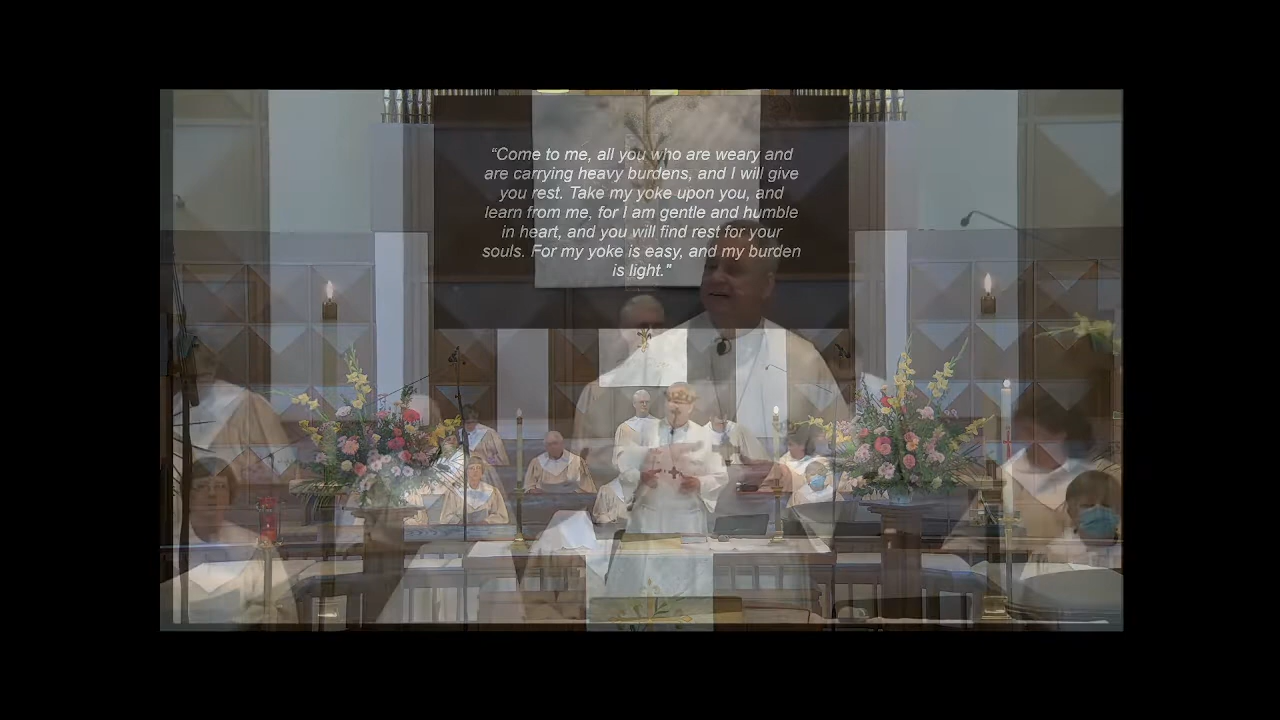 “Come to me, all you who are weary and
are carrying heavy burdens, and I will give
you rest. Take my yoke upon you, and
learn from me, for I am gentle and humble
in heart, and you will find rest for your
souls. For my yoke is easy, and my burden
is light."